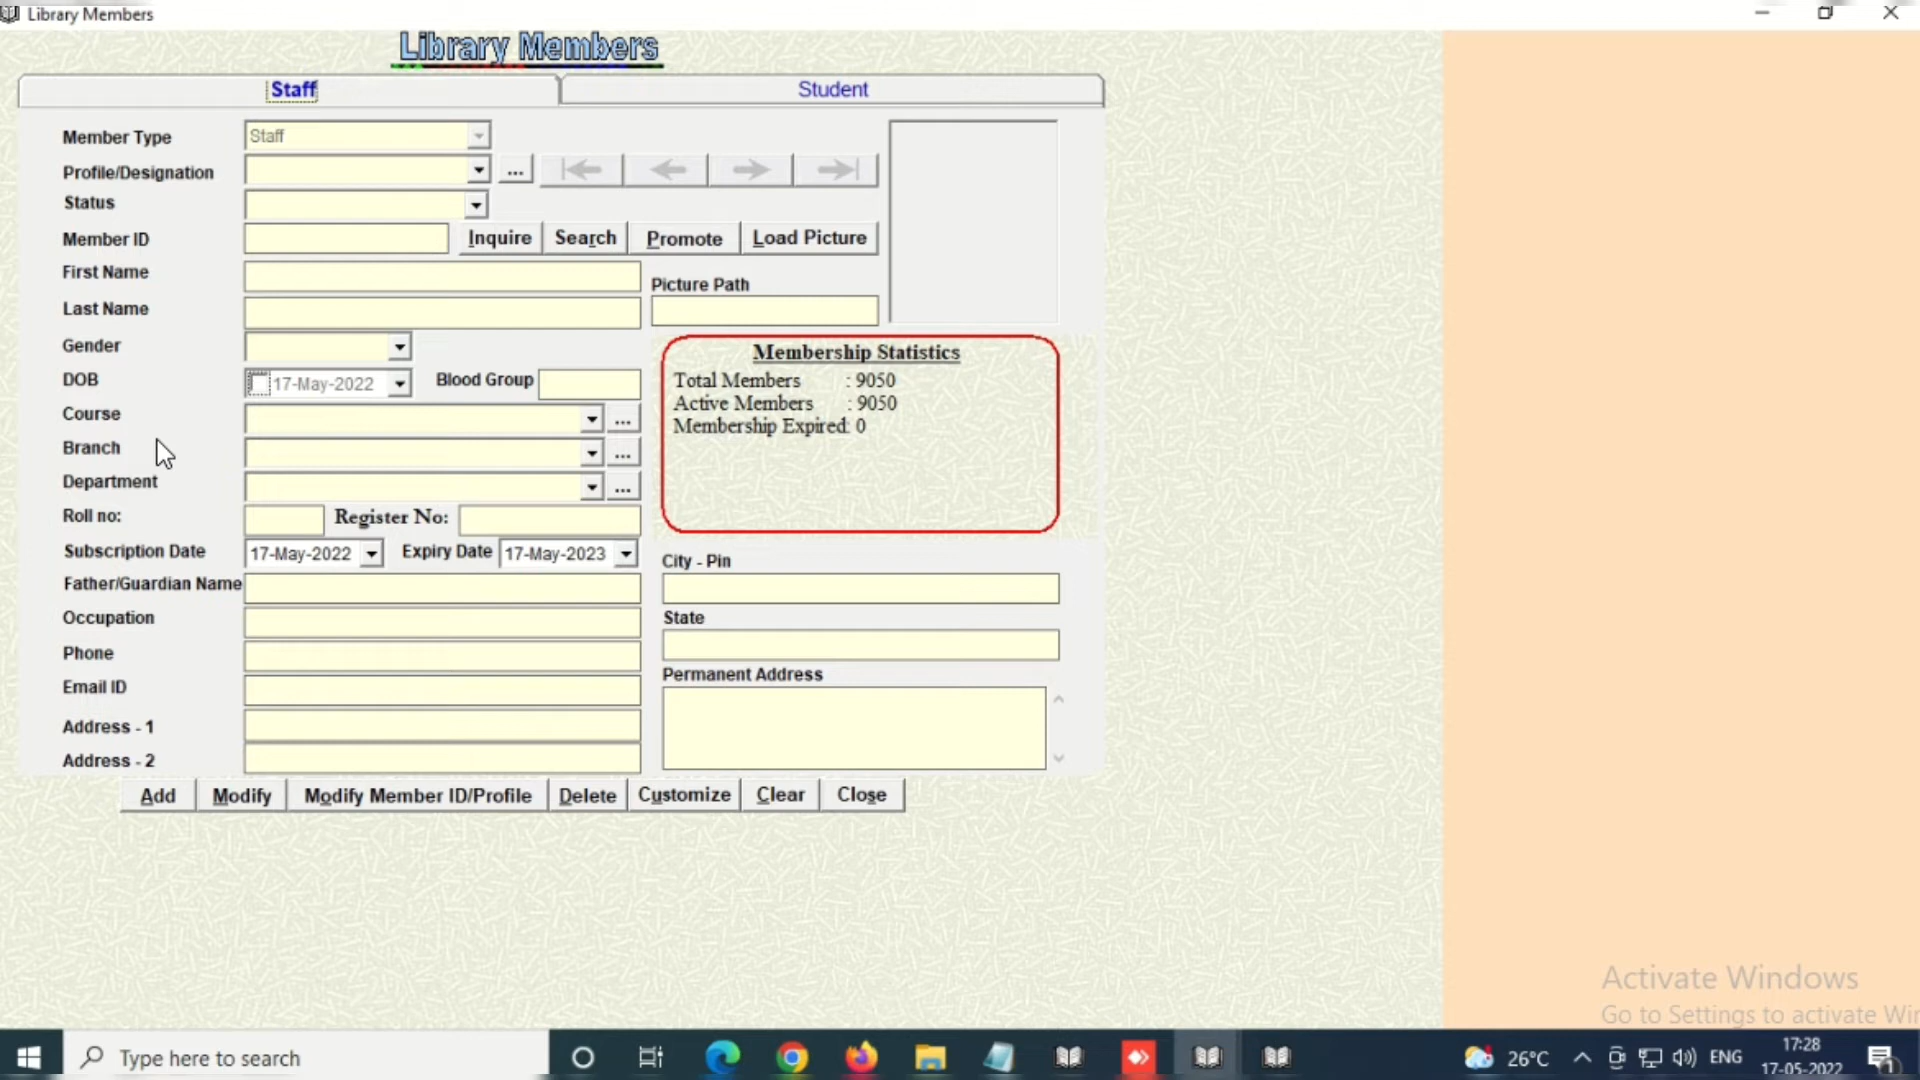 Library Members
Library Members
Staff
Student
Member Type
Staff
Profile/Designation
...
Status
Member ID
Inquire
Search
Promote
Load Picture
First Name
Picture Path
Last Name
Gender
Membership Statistics
Total Members : 9050
Active Members : 9050
Membership Expired: 0
DOB
17-May-2022
Blood Group
Course
...
Branch
...
Department
...
Roll no:
Register No:
Subscription Date
17-May-2022
Expiry Date
17-May-2023
City - Pin
Father/Guardian Name
Occupation
State
Phone
Permanent Address
Email ID
Address - 1
Address - 2
Add
Modify
Modify Member ID/Profile
Delete
Customize
Clear
Close
Activate Windows
Go to Settings to activate Wi
Type here to search
26°C
ENG
17:28
17-05-2022
1